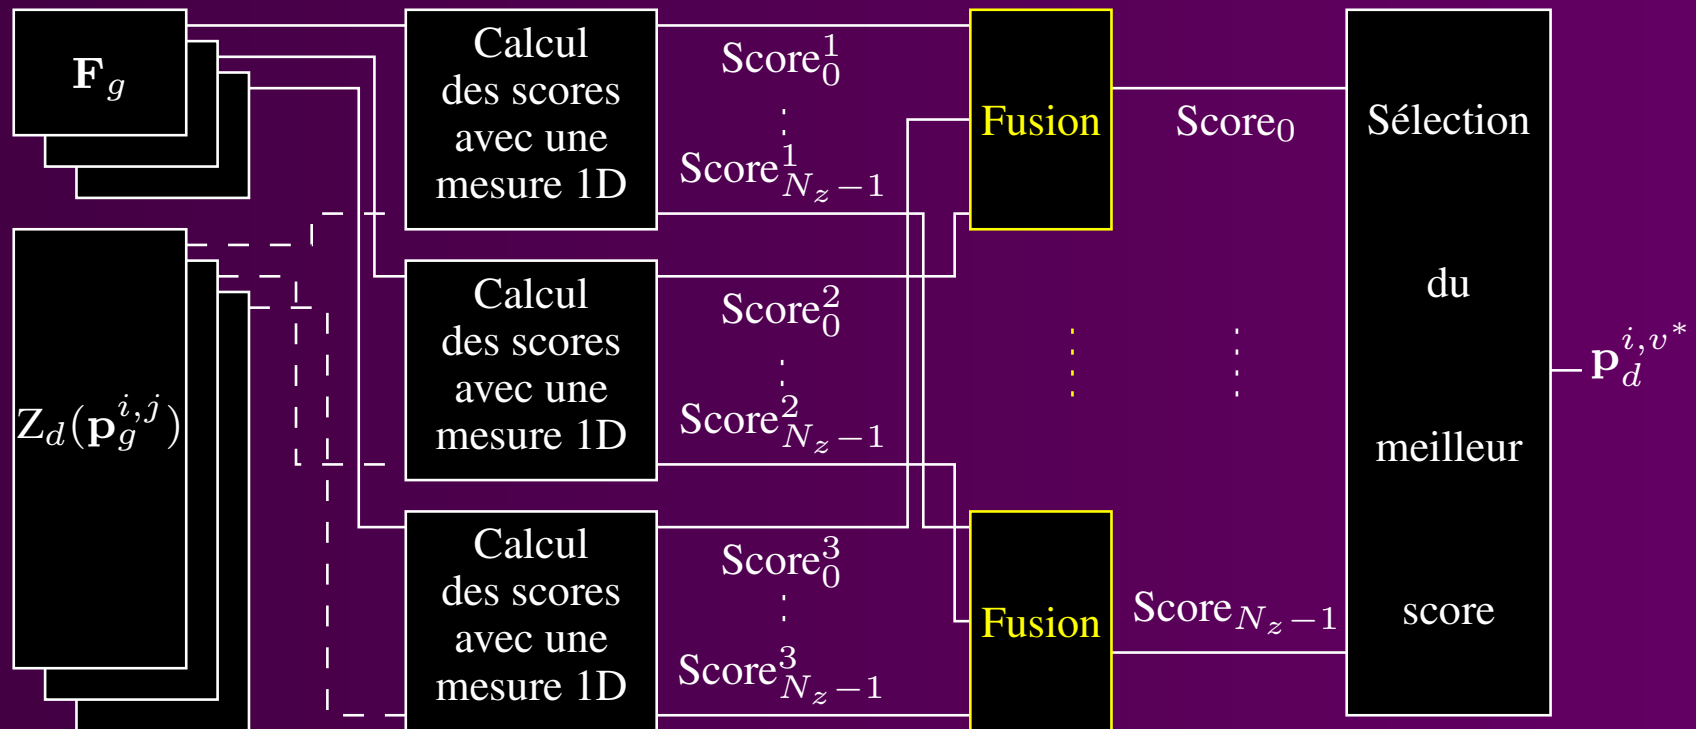 F_g
Z_d(p_g^{i,j})
Calcul
des scores
avec une
mesure 1D
Calcul
des scores
avec une
mesure 1D
Calcul
des scores
avec une
mesure 1D
Score_0^1
Score_{N_z-1}^1
Score_0^2
Score_{N_z-1}^2
Score_0^3
Score_{N_z-1}^3
Fusion
Fusion
Score_0
Score_{N_z-1}
Sélection
du
meilleur
score
p_d^{i,v*}